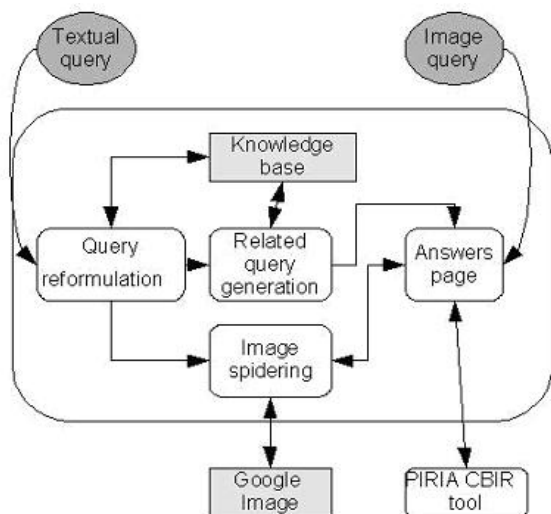 Textual
query
Image
query
Knowledge
base
Query
reformulation
Related
query
generation
Answers
page
Image
spidering
Google
Image
PIRIA CBIR
tool